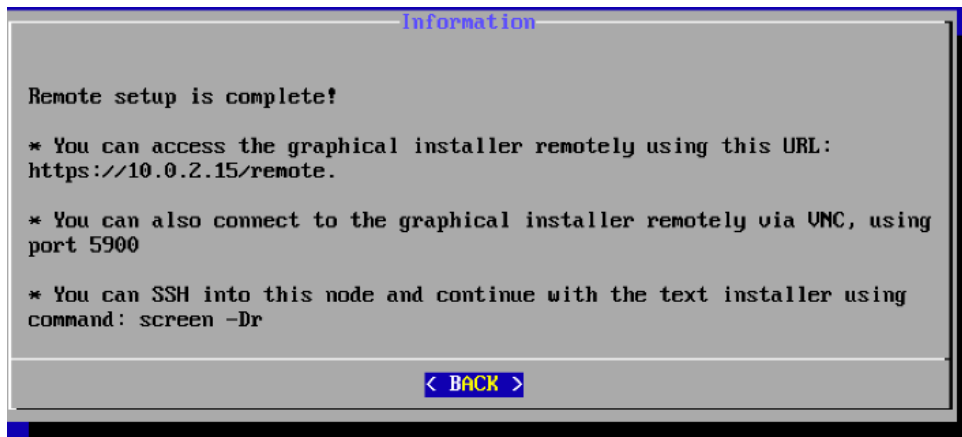 Information
Remote setup is complete!
* You can access the graphical installer remotely using this URL:
https://10.0.2.15/remote.
* You can also connect to the graphical installer remotely via VNC, using
port 5900
* You can SSH into this node and continue with the text installer using
command: screen -Dr
< BACK >